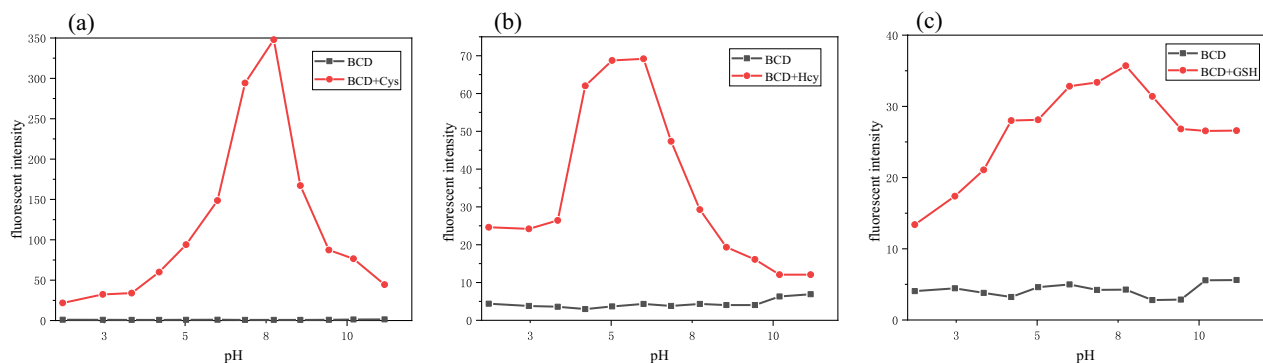 (a)
350
300
250
200
150
100
50
0
3
5
8
10
fluorescent intensity
pH
BCD
BCD+Cys
(b)
70
60
50
40
30
20
10
0
3
5
8
10
fluorescent intensity
pH
BCD
BCD+Hcy
(c)
40
30
20
10
0
3
5
8
10
fluorescent intensity
pH
BCD
BCD+GSH